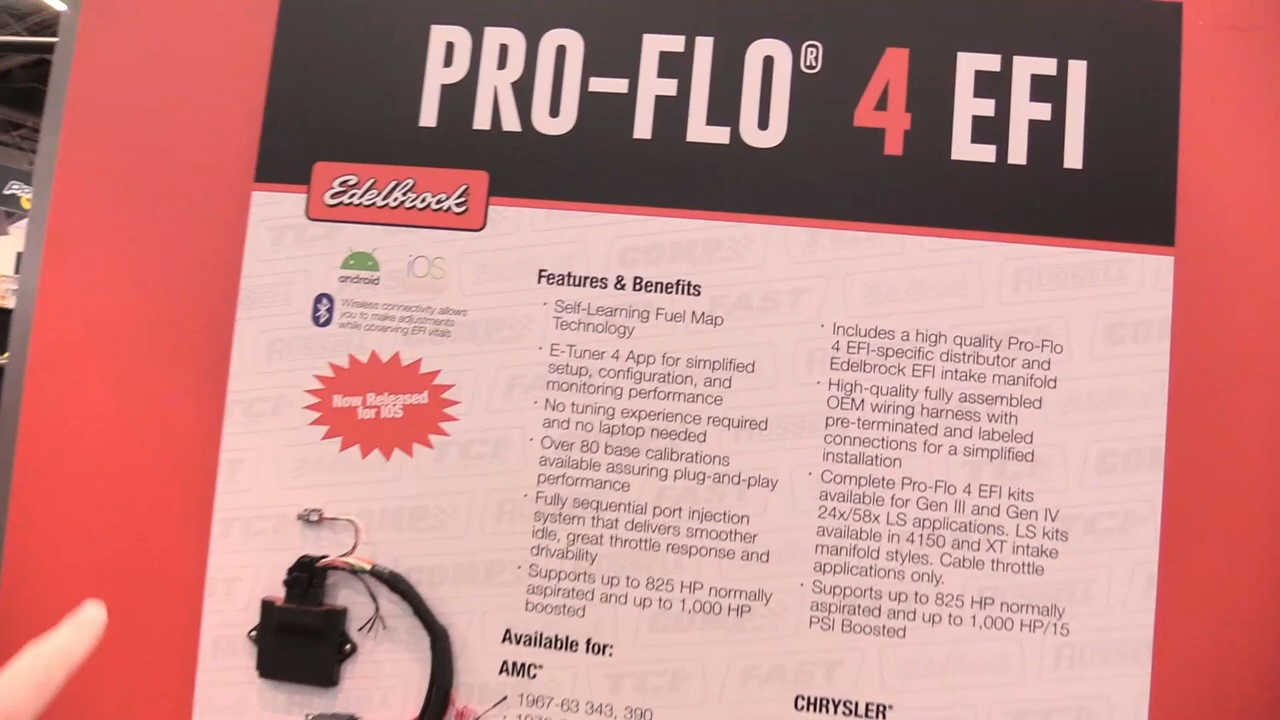 PRO-FLO® 4 EFI
Edelbrock
android
iOS
Wireless connectivity allows
you to make adjustments
while observing EFI vitals
Now Released
for iOS
Features & Benefits
· Self-Learning Fuel Map
Technology
· E-Tuner 4 App for simplified
setup, configuration, and
monitoring performance
· No tuning experience required
and no laptop needed
· Over 80 base calibrations
available assuring plug-and-play
performance
· Fully sequential port injection
system that delivers smoother
idle, great throttle response and
drivability
· Supports up to 825 HP normally
aspirated and up to 1,000 HP
boosted
· Includes a high quality Pro-Flo
4 EFI-specific distributor and
Edelbrock EFI intake manifold
· High-quality fully assembled
OEM wiring harness with
pre-terminated and labeled
connections for a simplified
installation
· Complete Pro-Flo 4 EFI kits
available for Gen III and Gen IV
24x/58x LS applications. LS kits
available in 4150 and XT intake
manifold styles. Cable throttle
applications only.
· Supports up to 825 HP normally
aspirated and up to 1,000 HP/15
PSI Boosted
Available for:
AMC*
· 1967-63 343, 390
CHRYSLER*